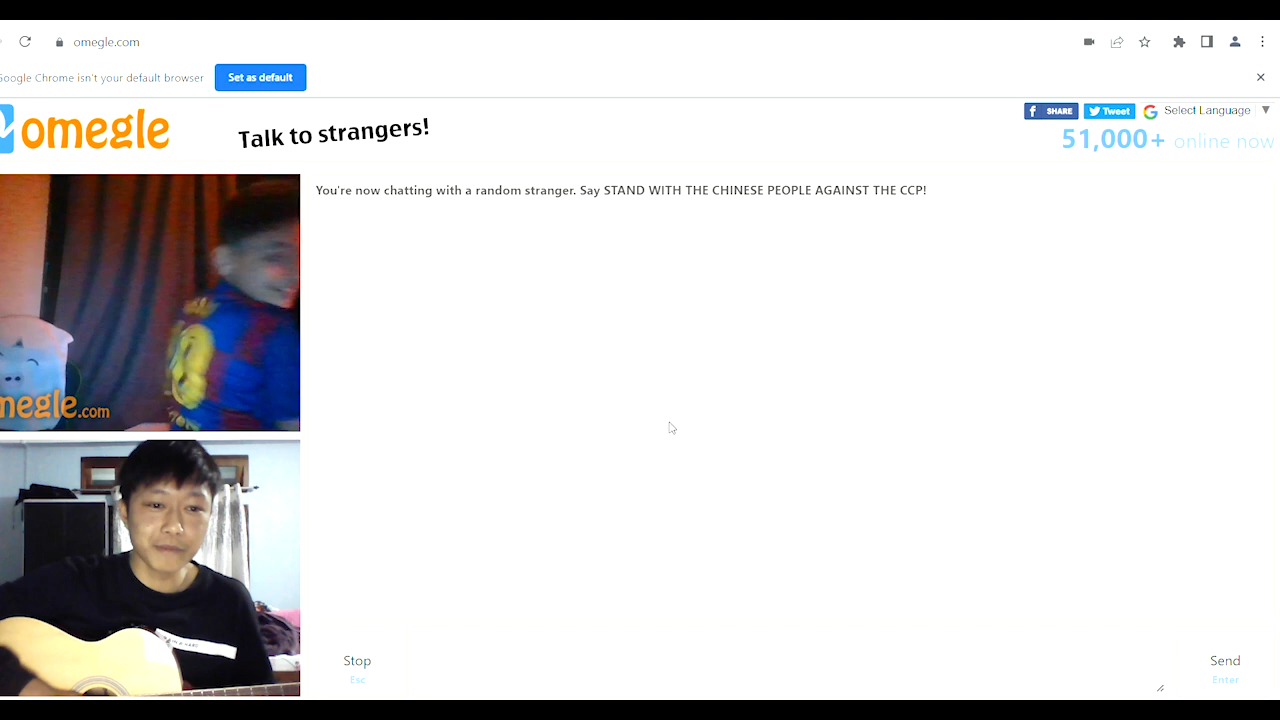 omegle.com
Google Chrome isn't your default browser
Set as default
omegle
Talk to strangers!
SHARE
Tweet
Select Language
51,000+ online now
You're now chatting with a random stranger. Say STAND WITH THE CHINESE PEOPLE AGAINST THE CCP!
megle.com
Stop
Esc
Send
Enter